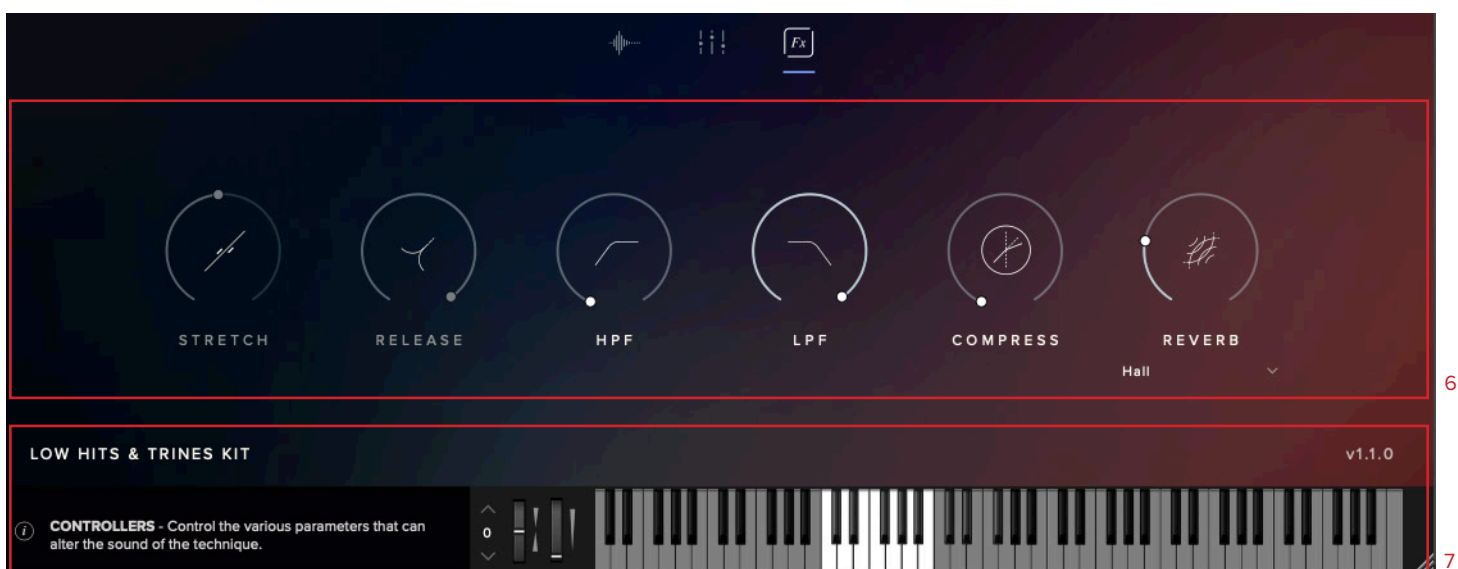 Fx
STRETCH
RELEASE
HPF
LPF
COMPRESS
REVERB
Hall
6
LOW HITS & TRINES KIT
v1.1.0
CONTROLLERS - Control the various parameters that can
alter the sound of the technique.
0
7